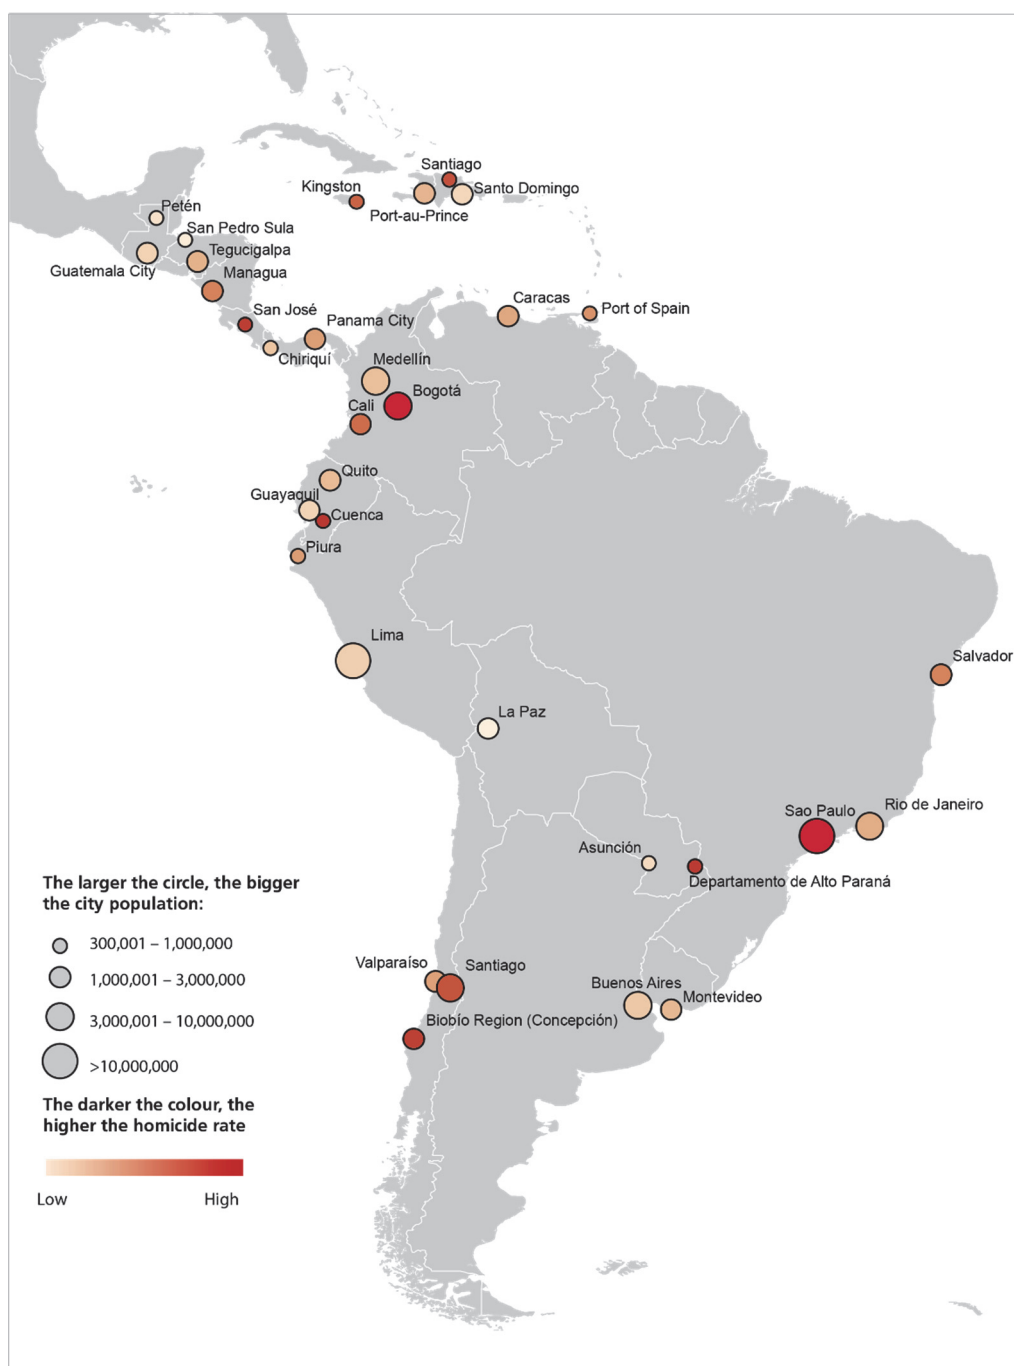 Santiago
Kingston
Santo Domingo
Port-au-Prince
Petén
San Pedro Sula
Tegucigalpa
Guatemala City
Managua
Caracas
San José
Port of Spain
Panama City
Chiriquí
Medellín
Bogotá
Cali
Quito
Guayaquil
Cuenca
Piura
Lima
Salvador
La Paz
Rio de Janeiro
Sao Paulo
Asunción
Departamento de Alto Paraná
Valparaíso
Santiago
Buenos Aires
Montevideo
Biobío Region (Concepción)
The larger the circle, the bigger
the city population:
300,001 – 1,000,000
1,000,001 – 3,000,000
3,000,001 – 10,000,000
>10,000,000
The darker the colour, the
higher the homicide rate
Low
High